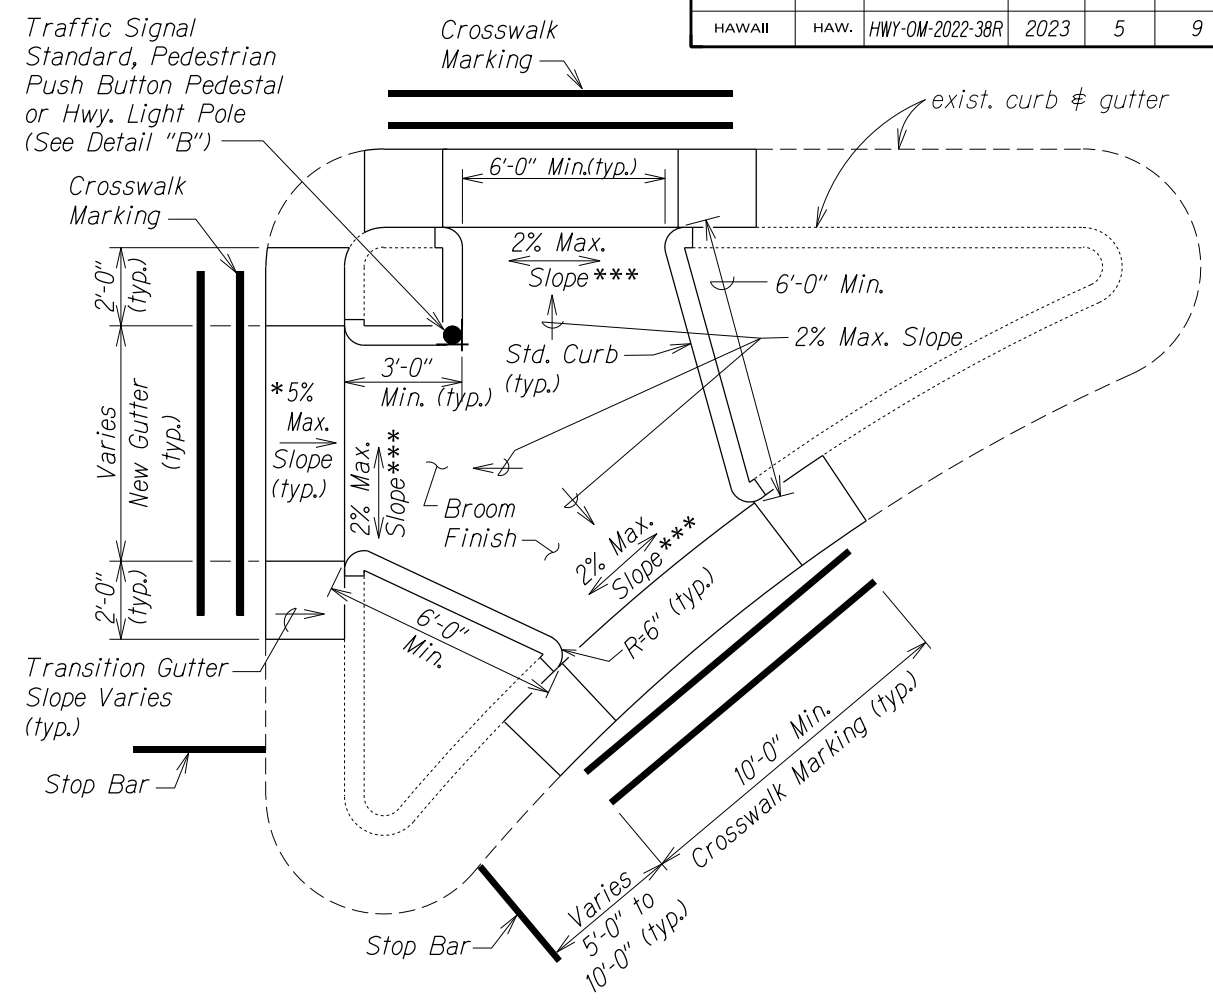 HAWAII HAW. HWY-OM-2022-38R 2023 5 9
Traffic Signal
Standard, Pedestrian
Push Button Pedestal
or Hwy. Light Pole
(See Detail "B")
Crosswalk
Marking
exist. curb & gutter
Crosswalk
Marking
6'-0" Min.(typ.)
2% Max.
Slope***
2'-0"
(typ.)
6'-0" Min.
2% Max. Slope
Std. Curb
(typ.)
3'-0"
Min. (typ.)
*5%
Max.
Slope
(typ.)
Varies
New Gutter
(typ.)
2% Max.
Slope***
Broom
Finish
2% Max.
Slope***
2'-0"
(typ.)
6'-0"
Min.
R=6" (typ.)
Transition Gutter
Slope Varies
(typ.)
Stop Bar
10'-0" Min.
Crosswalk Marking (typ.)
Varies
5'-0" to
10'-0" (typ.)
Stop Bar